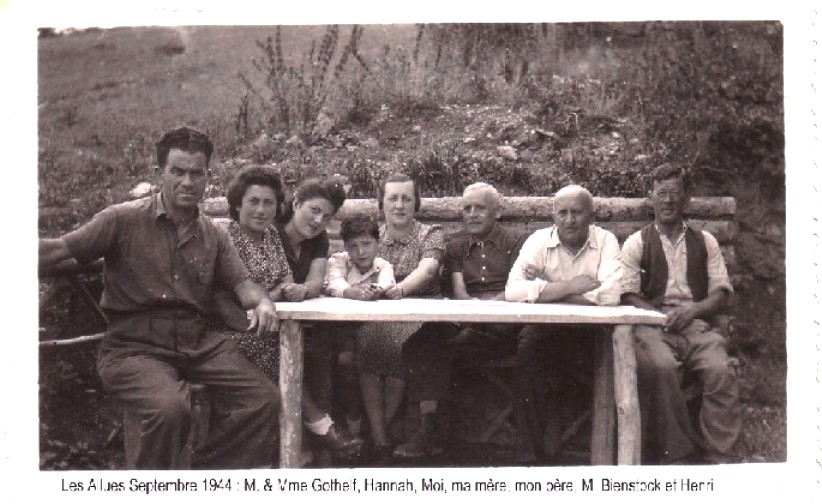 Les Allues Septembre 1944 : M. & Mme Gothelf, Hannah, Moi, ma mère, mon père, M. Bienstock et Henri